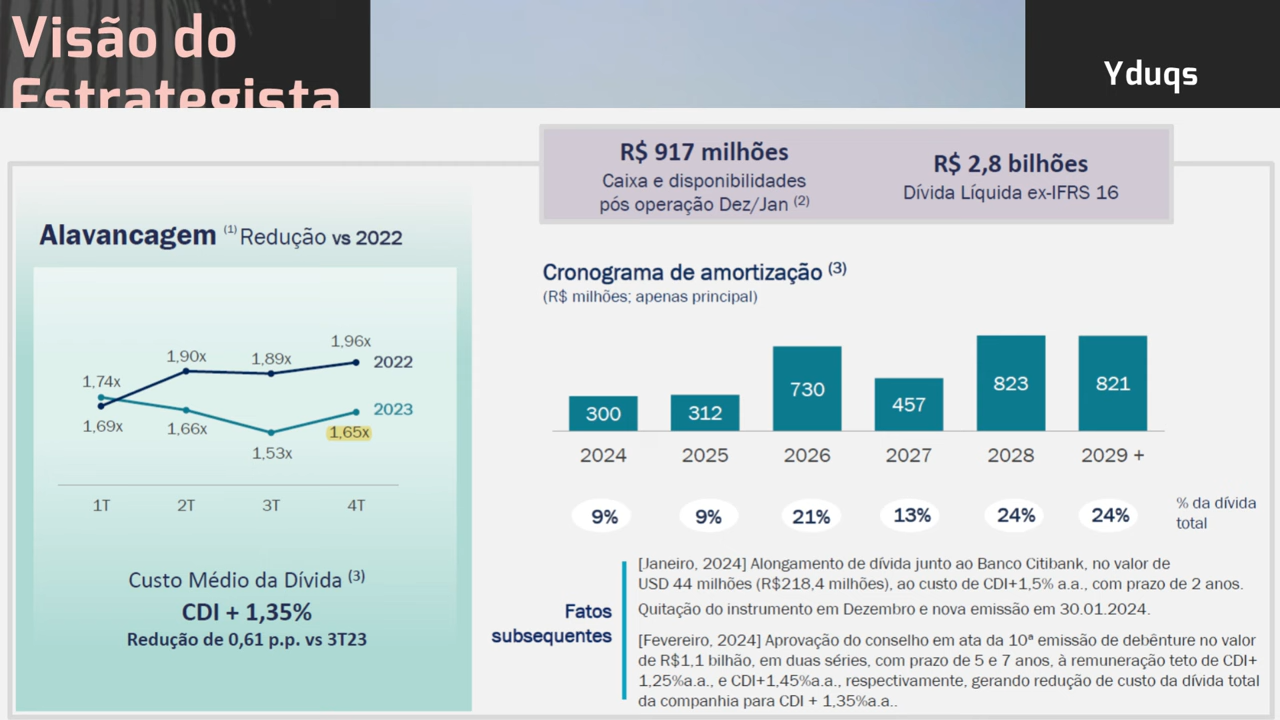 Visão do
Estrategista
Yduqs
R$ 917 milhões
Caixa e disponibilidades
pós operação Dez/Jan (2)
R$ 2,8 bilhões
Dívida Líquida ex-IFRS 16
Alavancagem (1) Redução vs 2022
1,96x
1,90x
1,89x
2022
1,74x
2023
1,69x
1,66x
1,65x
1,53x
1T 2T 3T 4T
Custo Médio da Dívida (3)
CDI + 1,35%
Redução de 0,61 p.p. vs 3T23
Cronograma de amortização (3)
(R$ milhões; apenas principal)
300 312 730 457 823 821
2024 2025 2026 2027 2028 2029 +
9% 9% 21% 13% 24% 24%
% da dívida
total
Fatos
subsequentes
[Janeiro, 2024] Alongamento de dívida junto ao Banco Citibank, no valor de
USD 44 milhões (R$218,4 milhões), ao custo de CDI+1,5% a.a., com prazo de 2 anos.
Quitação do instrumento em Dezembro e nova emissão em 30.01.2024.
[Fevereiro, 2024] Aprovação do conselho em ata da 10ª emissão de debênture no valor
de R$1,1 bilhão, em duas séries, com prazo de 5 e 7 anos, à remuneração teto de CDI+
1,25%a.a., e CDI+1,45%a.a., respectivamente, gerando redução de custo da dívida total
da companhia para CDI + 1,35%a.a..